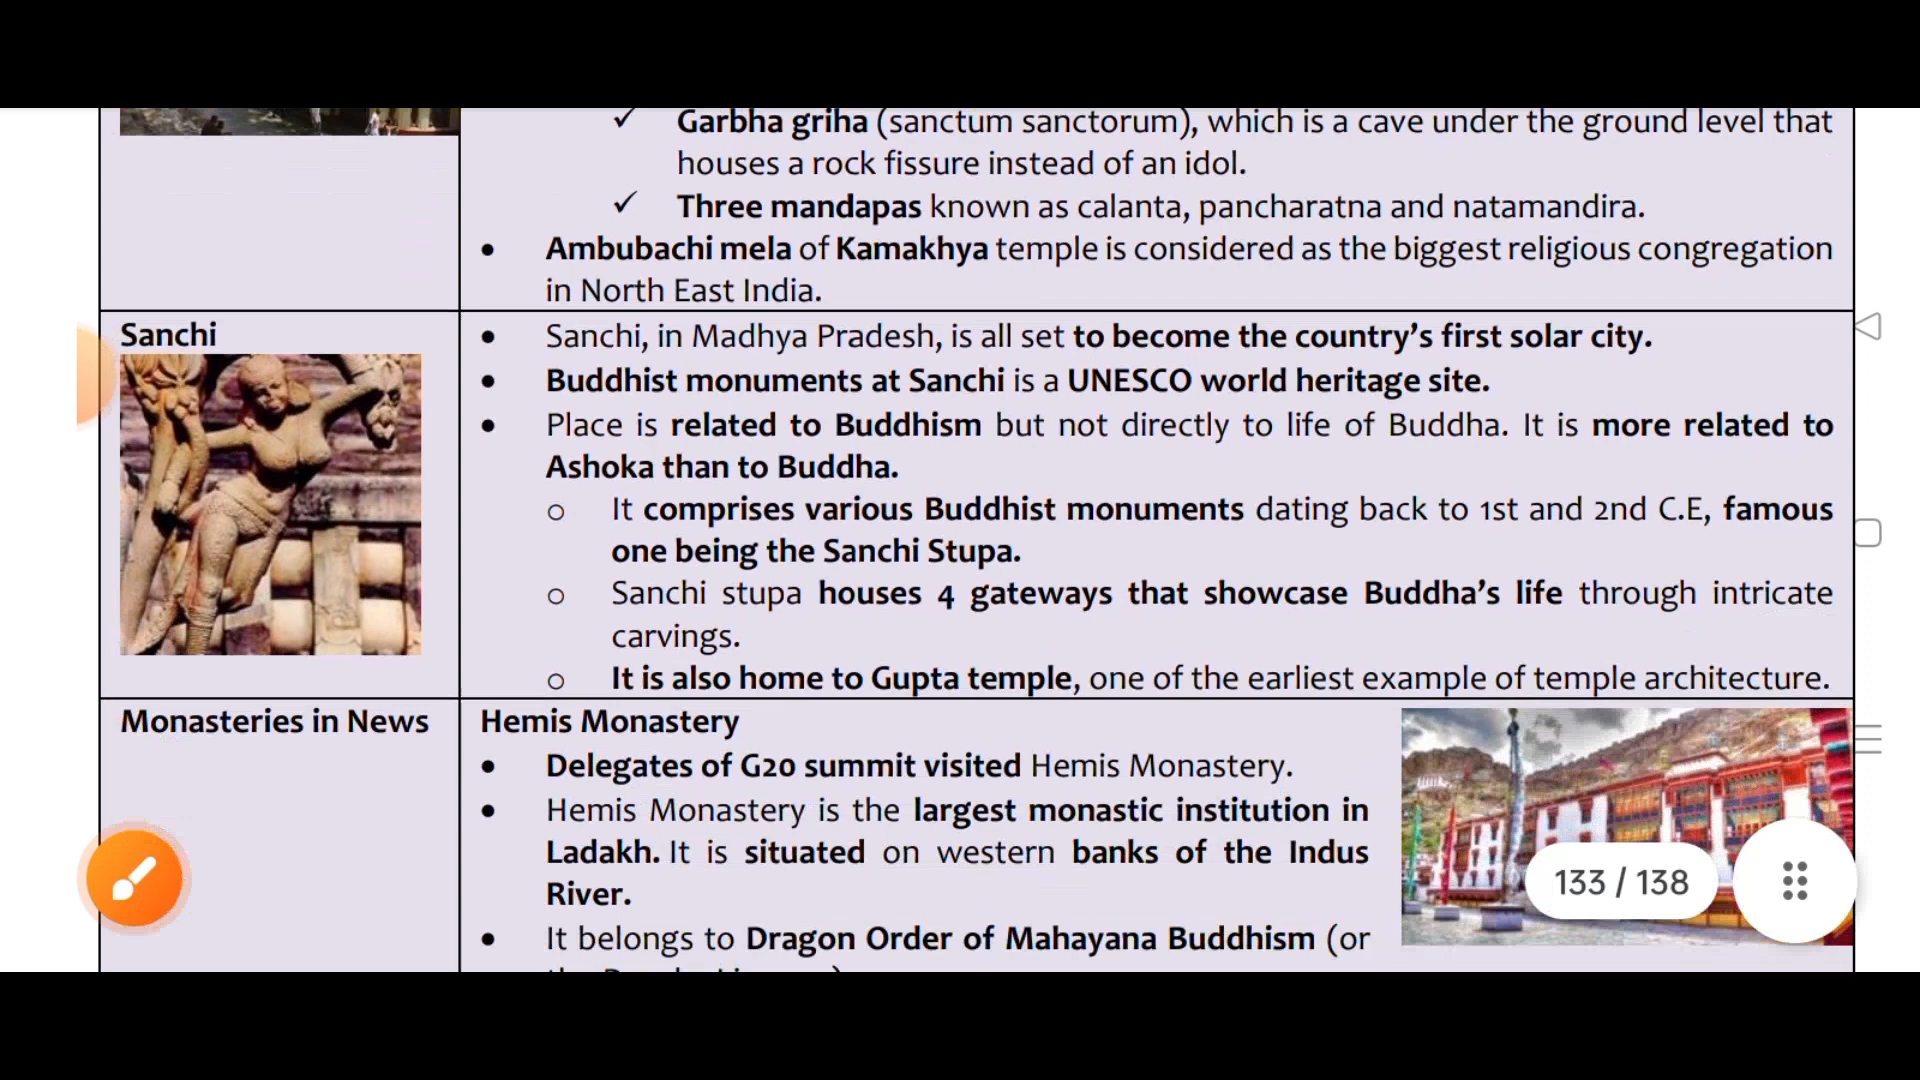 ✓ Garbha griha (sanctum sanctorum), which is a cave under the ground level that
houses a rock fissure instead of an idol.
✓ Three mandapas known as calanta, pancharatna and natamandira.
• Ambubachi mela of Kamakhya temple is considered as the biggest religious congregation
in North East India.
Sanchi
• Sanchi, in Madhya Pradesh, is all set to become the country's first solar city.
• Buddhist monuments at Sanchi is a UNESCO world heritage site.
• Place is related to Buddhism but not directly to life of Buddha. It is more related to
Ashoka than to Buddha.
o It comprises various Buddhist monuments dating back to 1st and 2nd C.E, famous
one being the Sanchi Stupa.
o Sanchi stupa houses 4 gateways that showcase Buddha's life through intricate
carvings.
o It is also home to Gupta temple, one of the earliest example of temple architecture.
Monasteries in News
Hemis Monastery
• Delegates of G20 summit visited Hemis Monastery.
• Hemis Monastery is the largest monastic institution in
Ladakh. It is situated on western banks of the Indus
River.
• It belongs to Dragon Order of Mahayana Buddhism (or
133 / 138